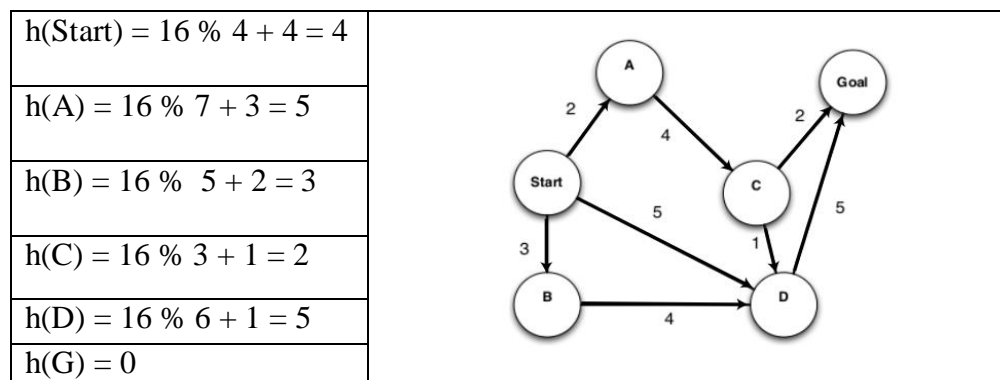 h(Start) = 16 % 4 + 4 = 4
h(A) = 16 % 7 + 3 = 5
h(B) = 16 %  5 + 2 = 3
h(C) = 16 % 3 + 1 = 2
h(D) = 16 % 6 + 1 = 5
h(G) = 0
A
Goal
2
2
4
Start
C
5
5
3
1
B
D
4